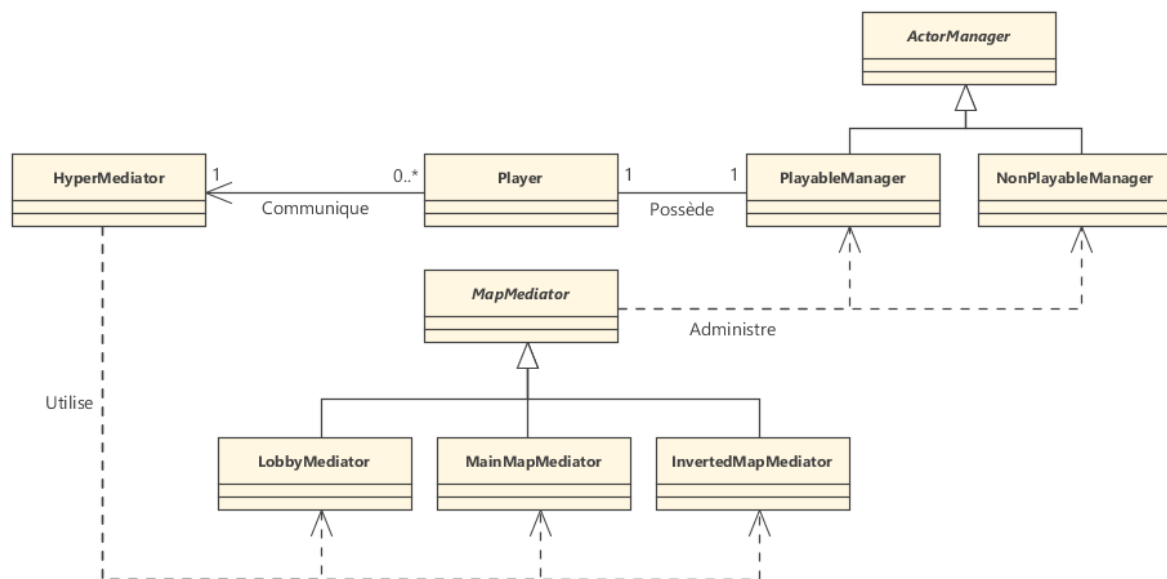 ActorManager
HyperMediator
1
0..*
Communique
Player
1
1
Possède
PlayableManager
NonPlayableManager
MapMediator
Administre
Utilise
LobbyMediator
MainMapMediator
InvertedMapMediator